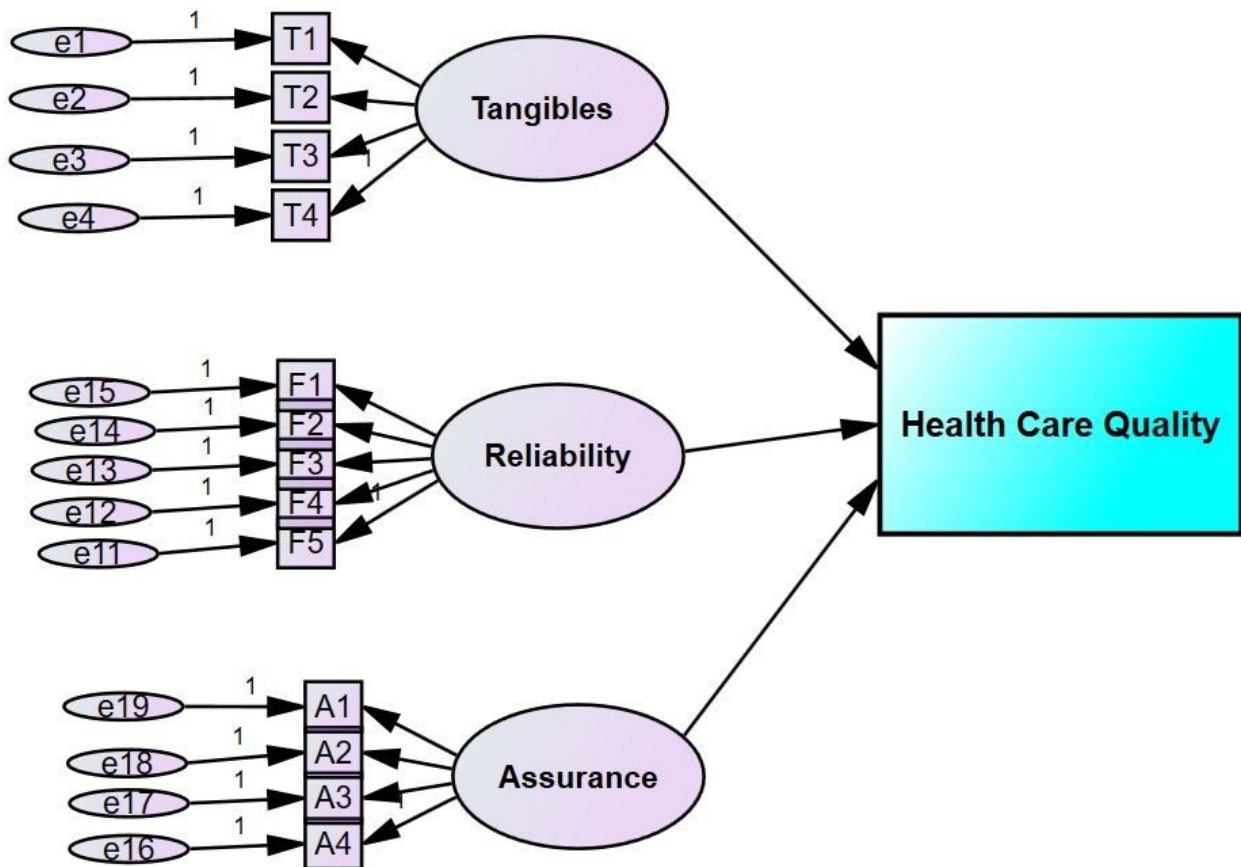 e1 1 T1
e2 1 T2
e3 1 T3 1
e4 1 T4
Tangibles
e15 1 F1
e14 1 F2
e13 1 F3
e12 1 F4 1
e11 1 F5
Reliability
Health Care Quality
e19 1 A1
e18 1 A2
e17 1 A3 1
e16 1 A4
Assurance